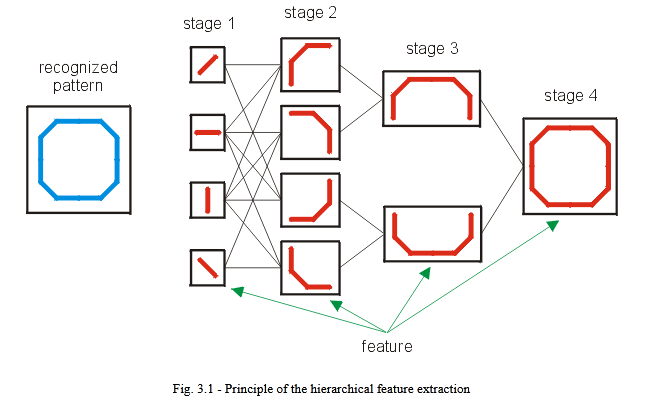 stage 1
stage 2
stage 3
stage 4
recognized
pattern
feature
Fig. 3.1 - Principle of the hierarchical feature extraction